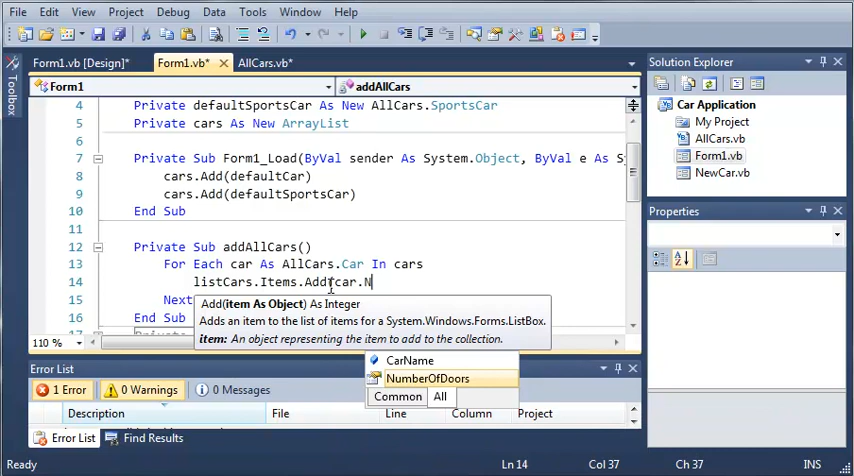 File Edit View Project Debug Data Tools Window Help
Form1.vb [Design]* Form1.vb* AllCars.vb*
Toolbox
Form1 addAllCars
4 Private defaultSportsCar As New AllCars.SportsCar
5 Private cars As New ArrayList
6
7 Private Sub Form1_Load(ByVal sender As System.Object, ByVal e As Sy
8 cars.Add(defaultCar)
9 cars.Add(defaultSportsCar)
10 End Sub
11
12 Private Sub addAllCars()
13 For Each car As AllCars.Car In cars
14 listCars.Items.Add(car.N
15 Next
16 End Sub
Add(item As Object) As Integer
Adds an item to the list of items for a System.Windows.Forms.ListBox.
item: An object representing the item to add to the collection.
CarName
NumberOfDoors
Common All
110 %
Error List
1 Error 0 Warnings 0 Messages
Description File Line Column Project
Error List Find Results
Solution Explorer
Car Application
My Project
AllCars.vb
Form1.vb
NewCar.vb
Properties
Ready Ln 14 Col 37 Ch 37 INS